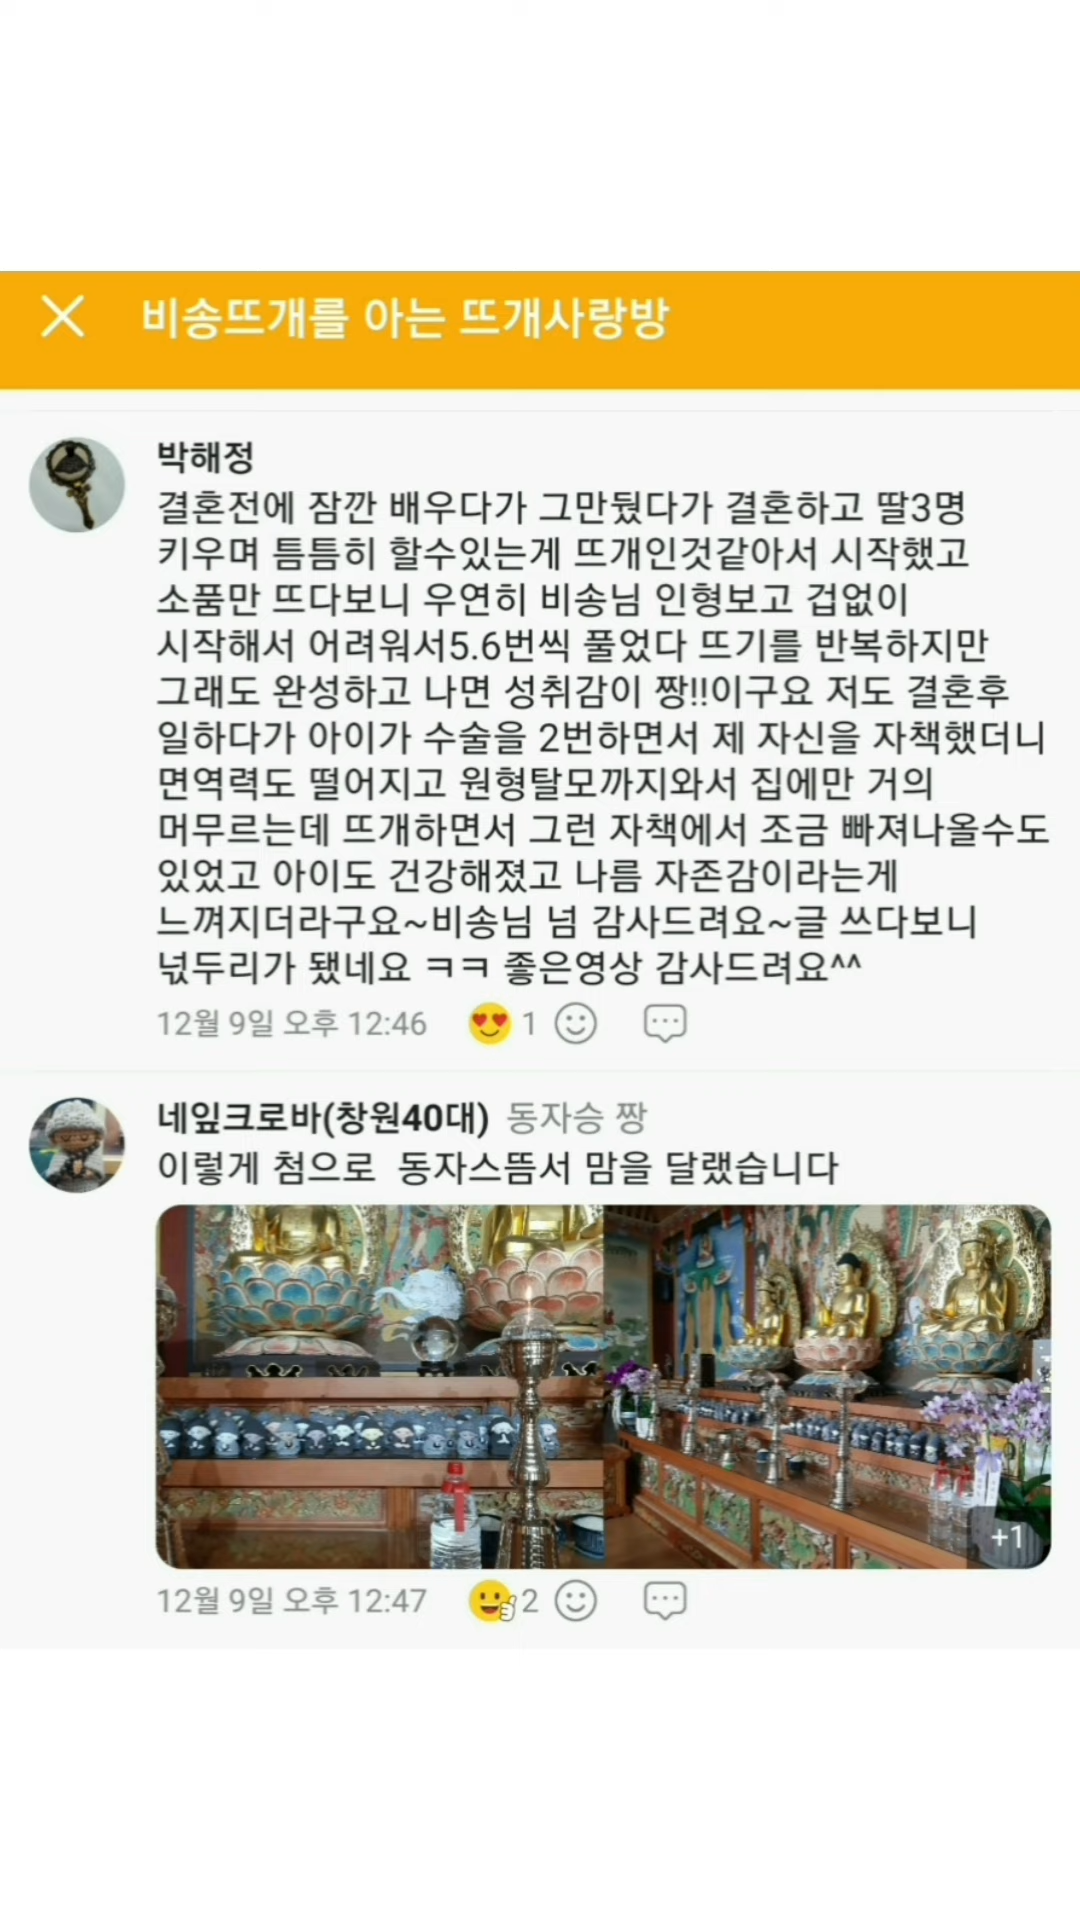 비송뜨개를 아는 뜨개사랑방
박해정
결혼전에 잠깐 배우다가 그만뒀다가 결혼하고 딸3명
키우며 틈틈히 할수있는게 뜨개인것같아서 시작했고
소품만 뜨다보니 우연히 비송님 인형보고 겁없이
시작해서 어려워서5.6번씩 풀었다 뜨기를 반복하지만
그래도 완성하고 나면 성취감이 짱!!이구요 저도 결혼후
일하다가 아이가 수술을 2번하면서 제 자신을 자책했더니
면역력도 떨어지고 원형탈모까지와서 집에만 거의
머무르는데 뜨개하면서 그런 자책에서 조금 빠져나올수도
있었고 아이도 건강해졌고 나름 자존감이라는게
느껴지더라구요~비송님 넘 감사드려요~글 쓰다보니
넋두리가 됐네요 ㅋㅋ 좋은영상 감사드려요^^
12월 9일 오후 12:46 1
네잎크로바(창원40대) 동자승 짱
이렇게 첨으로 동자스뜸서 맘을 달랬습니다
+1
12월 9일 오후 12:47 2